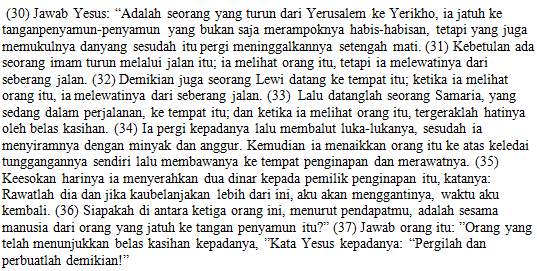 (30) Jawab Yesus: “Adalah seorang yang turun dari Yerusalem ke Yerikho, ia jatuh ke
tanganpenyamun-penyamun yang bukan saja merampoknya habis-habisan, tetapi yang juga
memukulnya danyang sesudah itu pergi meninggalkannya setengah mati. (31) Kebetulan ada
seorang imam turun melalui jalan itu; ia melihat orang itu, tetapi ia melewatinya dari
seberang jalan. (32) Demikian juga seorang Lewi datang ke tempat itu; ketika ia melihat
orang itu, ia melewatinya dari seberang jalan. (33) Lalu datanglah seorang Samaria, yang
sedang dalam perjalanan, ke tempat itu; dan ketika ia melihat orang itu, tergeraklah hatinya
oleh belas kasihan. (34) Ia pergi kepadanya lalu membalut luka-lukanya, sesudah ia
menyiramnya dengan minyak dan anggur. Kemudian ia menaikkan orang itu ke atas keledai
tunggangannya sendiri lalu membawanya ke tempat penginapan dan merawatnya. (35)
Keesokan harinya ia menyerahkan dua dinar kepada pemilik penginapan itu, katanya:
Rawatlah dia dan jika kaubelanjakan lebih dari ini, aku akan menggantinya, waktu aku
kembali. (36) Siapakah di antara ketiga orang ini, menurut pendapatmu, adalah sesama
manusia dari orang yang jatuh ke tangan penyamun itu?” (37) Jawab orang itu: ”Orang yang
telah menunjukkan belas kasihan kepadanya, ”Kata Yesus kepadanya: “Pergilah dan
perbuatlah demikian!”